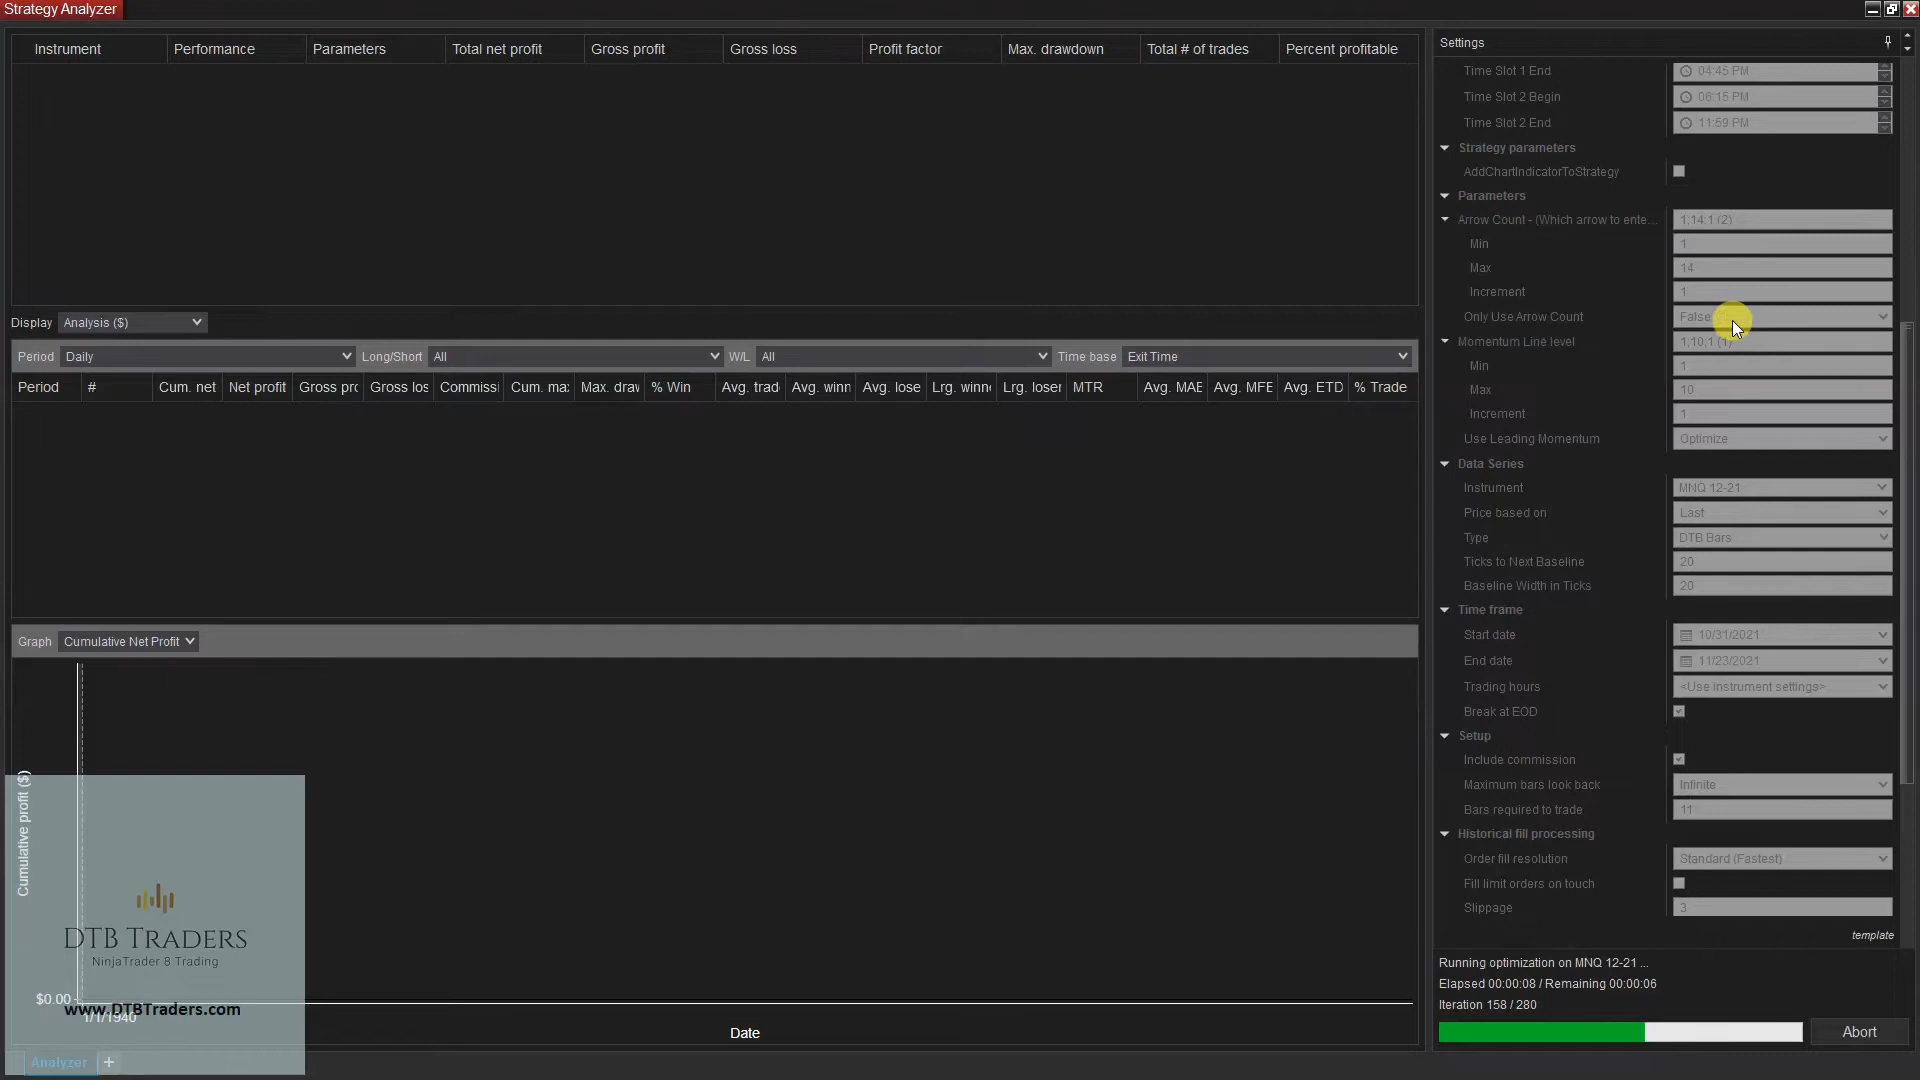 Strategy Analyzer
Instrument Performance Parameters Total net profit Gross profit Gross loss Profit factor Max. drawdown Total # of trades Percent profitable
Display Analysis ($)
Period Daily Long/Short All W/L All Time base Exit Time
Period # Cum. net Net profit Gross pro Gross los Commissi Cum. max Max. drav % Win Avg. trad Avg. winn Avg. lose Lrg. winne Lrg. loser MTR Avg. MAE Avg. MFE Avg. ETD % Trade
Graph Cumulative Net Profit
Cumulative profit ($)
$0.00
1/1/1940
Date
DTB TRADERS
NinjaTrader 8 Trading
www.DTBTraders.com
Analyzer +
Settings
Time Slot 1 End 04:45 PM
Time Slot 2 Begin 06:15 PM
Time Slot 2 End 11:59 PM
Strategy parameters
AddChartIndicatorToStrategy
Parameters
Arrow Count - (Which arrow to ente... 1;14;1 (2)
Min 1
Max 14
Increment 1
Only Use Arrow Count False
Momentum Line level 1;10;1 (1)
Min 1
Max 10
Increment 1
Use Leading Momentum Optimize
Data Series
Instrument MNQ 12-21
Price based on Last
Type DTB Bars
Ticks to Next Baseline 20
Baseline Width in Ticks 20
Time frame
Start date 10/31/2021
End date 11/23/2021
Trading hours <Use instrument settings>
Break at EOD
Setup
Include commission
Maximum bars look back Infinite
Bars required to trade 11
Historical fill processing
Order fill resolution Standard (Fastest)
Fill limit orders on touch
Slippage 3
template
Running optimization on MNQ 12-21 ...
Elapsed 00:00:08 / Remaining 00:00:06
Iteration 158 / 280
Abort